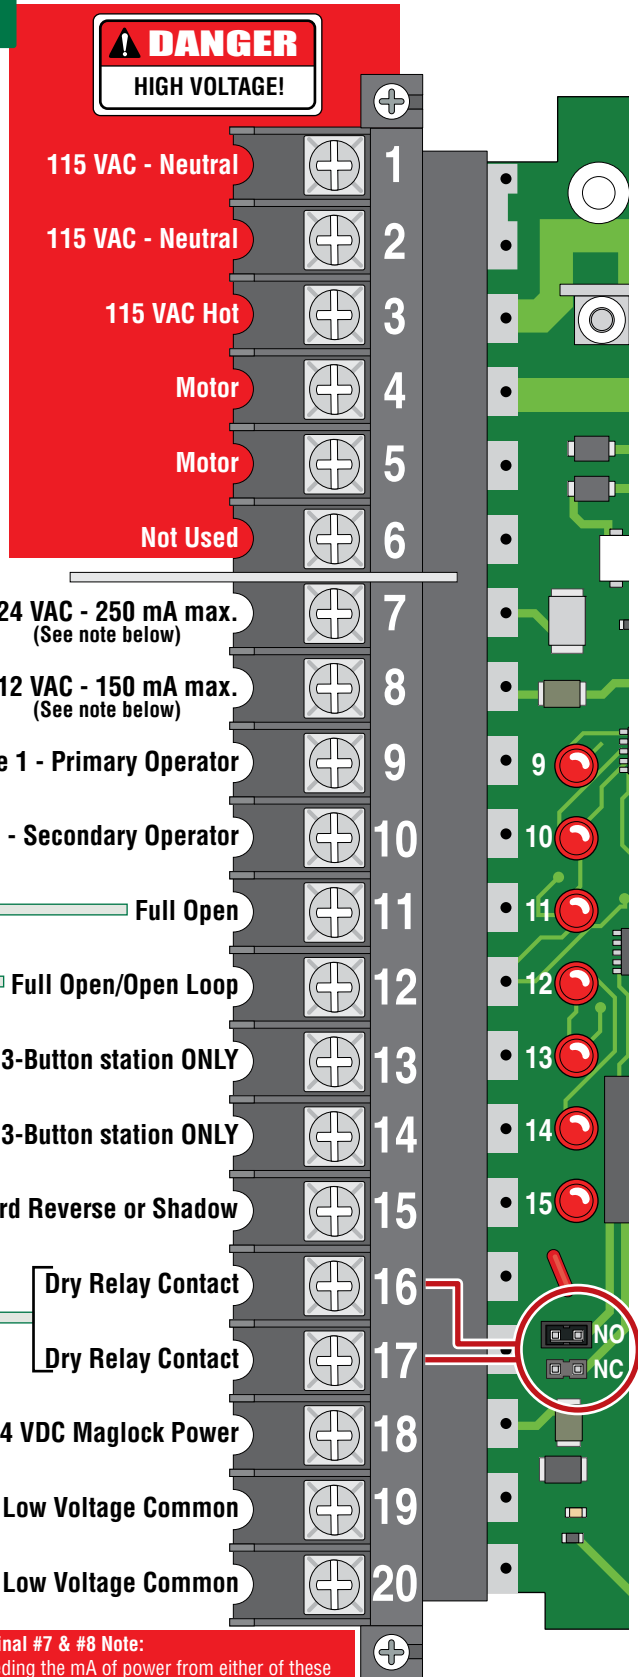 DANGER
HIGH VOLTAGE!
115 VAC - Neutral 1
115 VAC - Neutral 2
115 VAC Hot 3
Motor 4
Motor 5
Not Used 6
24 VAC - 250 mA max. 7
(See note below)
12 VAC - 150 mA max. 8
(See note below)
1 - Primary Operator 9 9
- Secondary Operator 10 10
Full Open 11 11
Full Open/Open Loop 12 12
3-Button station ONLY 13 13
3-Button station ONLY 14 14
Reverse or Shadow 15 15
Dry Relay Contact 16
NO
Dry Relay Contact 17
NC
4 VDC Maglock Power 18
Low Voltage Common 19
Low Voltage Common 20
#7 & #8 Note:
the mA of power from either of these